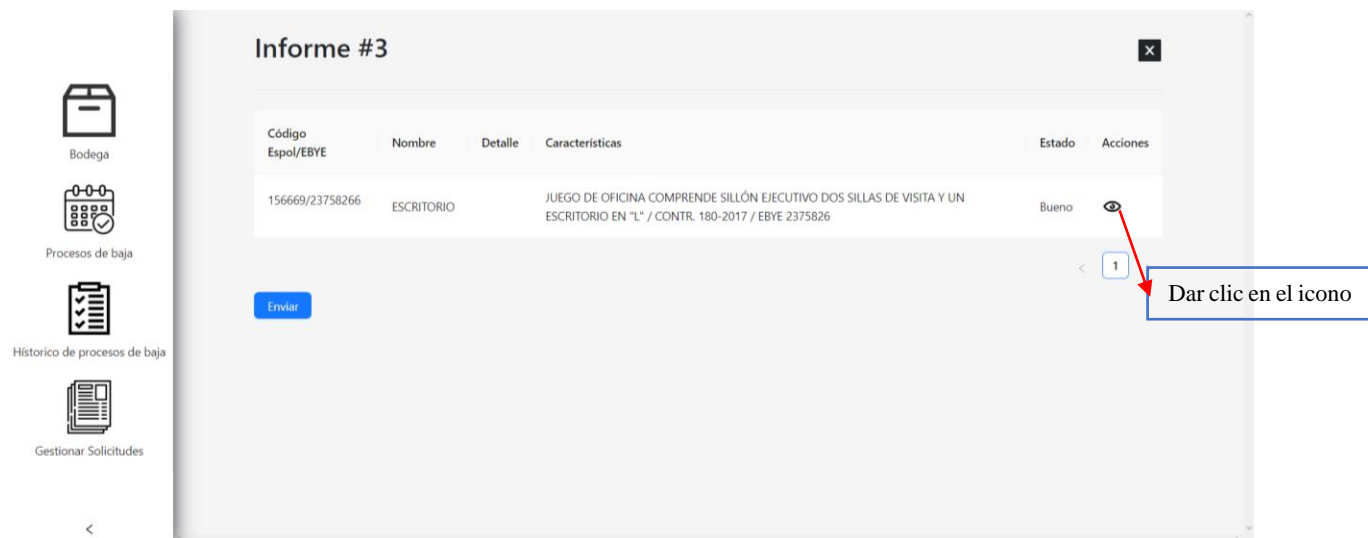 Informe #3
X
Bodega
Procesos de baja
Hístorico de procesos de baja
Gestionar Solicitudes
<
Código
Espol/EBYE
Nombre
Detalle
Características
Estado
Acciones
156669/23758266
ESCRITORIO
JUEGO DE OFICINA COMPRENDE SILLÓN EJECUTIVO DOS SILLAS DE VISITA Y UN
ESCRITORIO EN "L" / CONTR. 180-2017 / EBYE 2375826
Bueno
< 1
Dar clic en el icono
Enviar